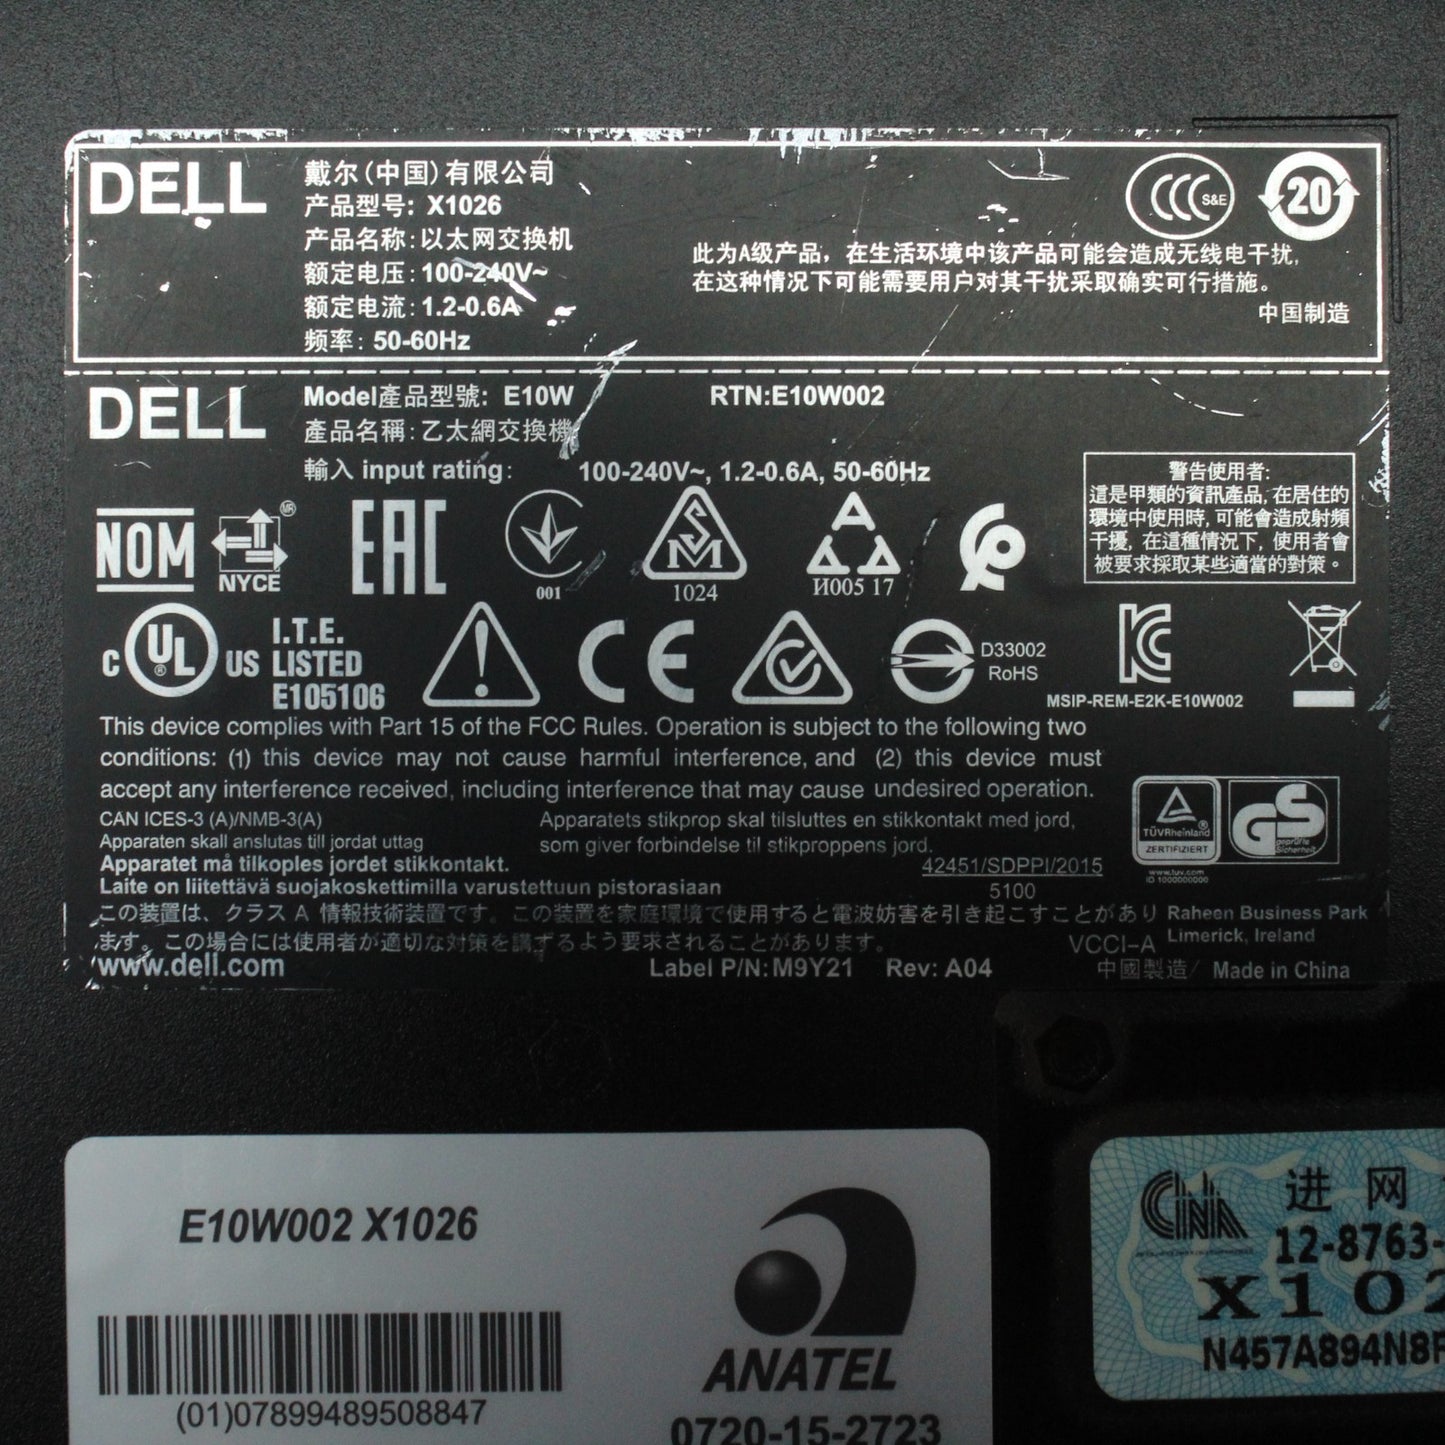 DELL
戴尔(中国)有限公司
产品型号: X1026
产品名称:以太网交换机
额定电压:100-240V~
额定电流:1.2-0.6A
频率: 50-60Hz
CCC S&E
20
此为A级产品，在生活环境中该产品可能会造成无线电干扰，
在这种情况下可能需要用户对其干扰采取确实可行措施。
中国制造
DELL
Model產品型號: E10W RTN:E10W002
產品名稱:乙太網交換機
輸入 input rating: 100-240V~, 1.2-0.6A, 50-60Hz
警告使用者:
這是甲類的資訊產品,在居住的
環境中使用時,可能會造成射頻
干擾,在這種情況下,使用者會
被要求採取某些適當的對策。
NOM
NYCE MR
EAC
001
SM
1024
A
И005 17
C UL ® US
I.T.E.
LISTED
E105106
CE
D33002
RoHS
MSIP-REM-E2K-E10W002
This device complies with Part 15 of the FCC Rules. Operation is subject to the following two
conditions: (1) this device may not cause harmful interference, and (2) this device must
accept any interference received, including interference that may cause undesired operation.
CAN ICES-3 (A)/NMB-3(A)
Apparaten skall anslutas till jordat uttag
Apparatet må tilkoples jordet stikkontakt.
Laite on liitettävä suojakoskettimilla varustettuun pistorasiaan
Apparatets stikprop skal tilsluttes en stikkontakt med jord,
som giver forbindelse til stikproppens jord.
42451/SDPPI/2015
5100
TÜVRheinland ®
ZERTIFIZIERT
www.tuv.com
ID 1000000000
GS
geprüfte
Sicherheit
この装置は、クラス A 情報技術装置です。この装置を家庭環境で使用すると電波妨害を引き起こすことがあり
ます。この場合には使用者が適切な対策を講ずるよう要求されることがあります。
VCCI-A
Raheen Business Park
Limerick, Ireland
www.dell.com Label P/N: M9Y21 Rev: A04 中國製造/ Made in China
E10W002 X1026
(01)07899489508847
ANATEL
0720-15-2723
CNA
进 网
12-8763-
X102
N457A894N8